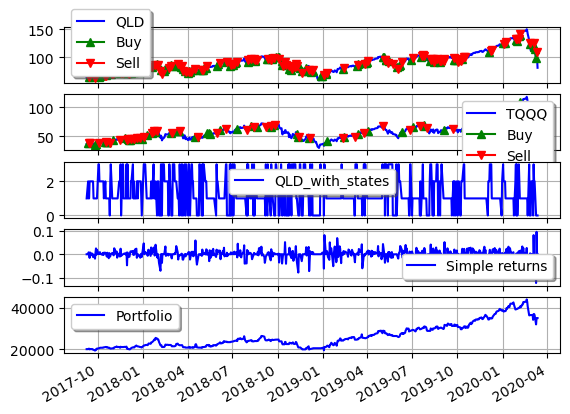 150
100
QLD
Buy
Sell
100
50
TQQQ
Buy
Sell
2
0
QLD_with_states
0.1
0.0
−0.1
Simple returns
40000
20000
Portfolio
2017-10 2018-01 2018-04 2018-07 2018-10 2019-01 2019-04 2019-07 2019-10 2020-01 2020-04